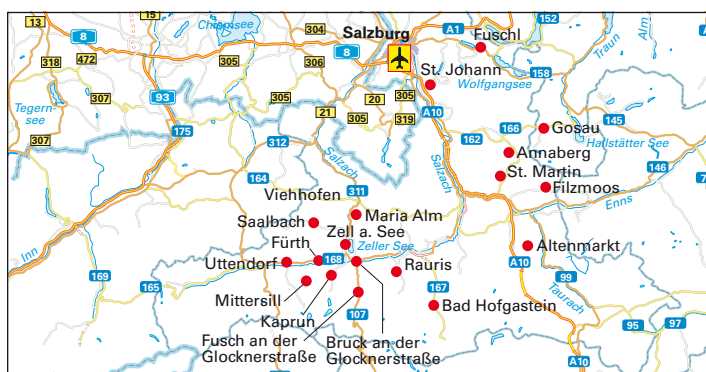 13
15
Chiemsee
304
Salzburg
A1
152
Fuschl
Traun
Alm
8
8
318
472
305
306
St. Johann
158
Wolfgangsee
Tegern-
see
307
93
305
20
305
A10
145
307
175
21
305
319
166
Gosau
312
Salzach
162
Hallstätter See
Annaberg
146
Salzach
St. Martin
164
Viehhofen
311
Filzmoos
Enns
Saalbach
Maria Alm
Zell a. See
Inn
Fürth
Zeller See
Altenmarkt
Uttendorf
168
Rauris
A10
99
169
165
Mittersill
167
Taurach
Kaprun
107
Bad Hofgastein
95
97
Fusch an der
Glocknerstraße
Bruck an der
Glocknerstraße
A10